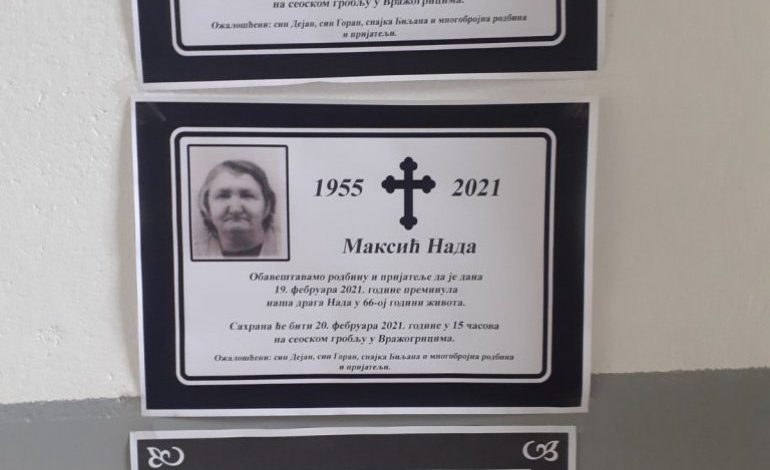 на сеоском гробљу у Вражогрнцима.
Ожалошћени: син Дејан, син Горан, снајка Биљана и многобројна родбина
и пријатељи.
1955 2021
Максић Нада
Обавештавамо родбину и пријатеље да је дана
19. фебруара 2021. године преминула
наша драга Нада у 66-ој години живота.
Сахрана ће бити 20. фебруара 2021. године у 15 часова
на сеоском гробљу у Вражогрнцима.
Ожалошћени: син Дејан, син Горан, снајка Биљана и многобројна родбина
и пријатељи.